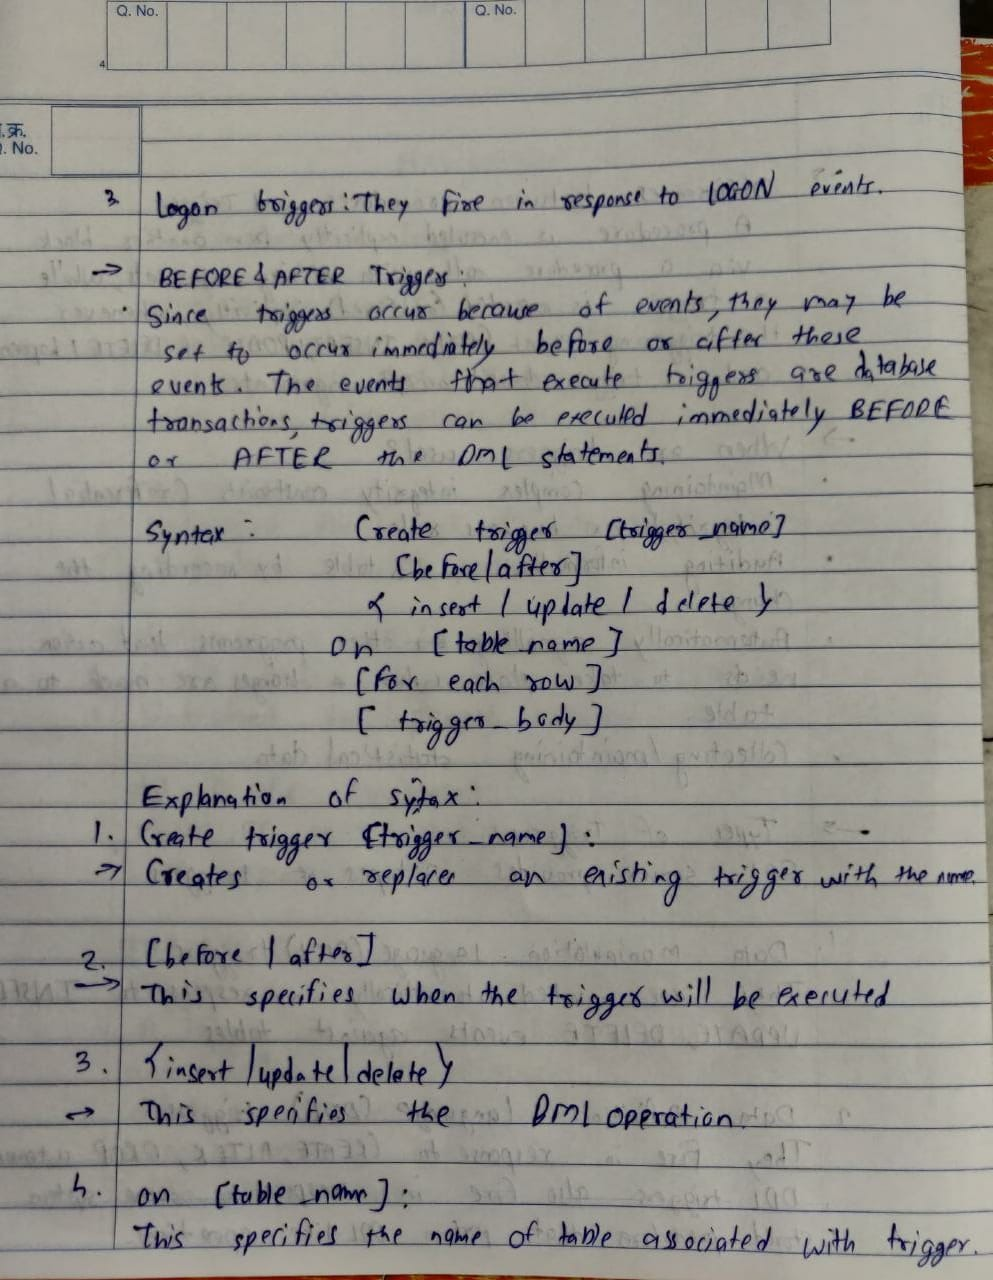 Q. No.
Q. No.
4
.क्र.
. No.
3 Logon triggers: They fire in response to LOGON events.
→ BEFORE & AFTER Triggers:
· Since triggers occur because of events, they may be
set to occur immediately before or after these
events. The events that execute triggers are database
transactions, triggers can be executed immediately BEFORE
or AFTER the DML statements.
Syntax: Create trigger [trigger_name]
[before/after]
{ insert / update / delete }
on [table_name]
[for each row]
[trigger_body]
Explanation of sytax:
1. Create trigger [trigger_name]:
→ Creates or replaces an existing trigger with the name.
2. [before | after]
→ This specifies when the trigger will be executed
3. {insert | update | delete}
→ This specifies the DML operation.
4. on [table_name]:
This specifies the name of table associated with trigger.